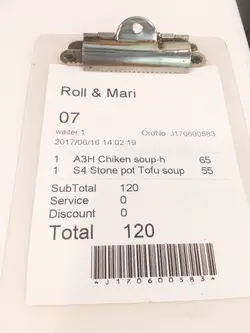 Roll & Mari
07
waiter:1 OrdNo.:J170600583
2017/06/16 14:02:19
1 A3H Chiken soup-h 65
1 S4 Stone pot Tofu soup 55
SubTotal 120
Service 0
Discount 0
Total 120
*J170600583*